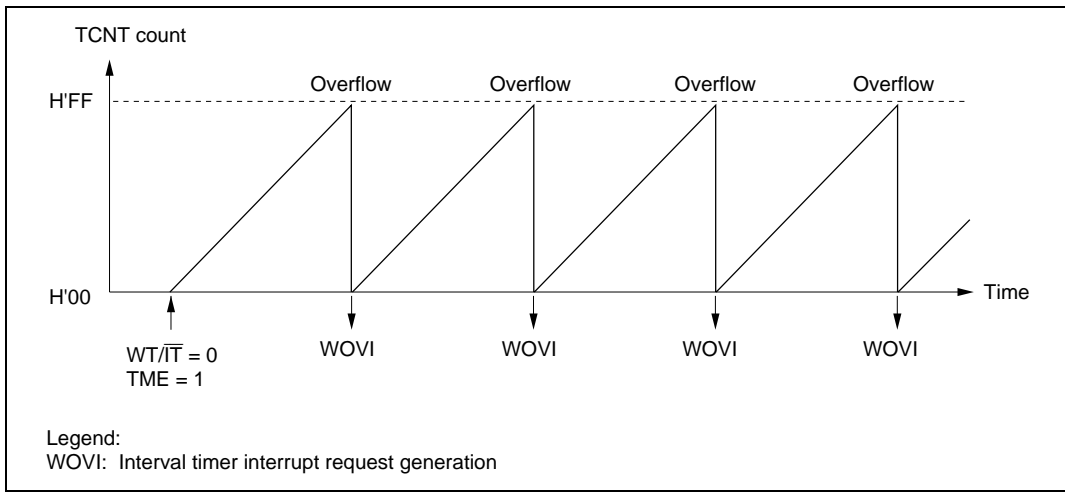 TCNT count
Overflow Overflow Overflow Overflow
H'FF
H'00
Time
WT/I̅T̅ = 0
TME = 1
WOVI WOVI WOVI WOVI
Legend:
WOVI: Interval timer interrupt request generation